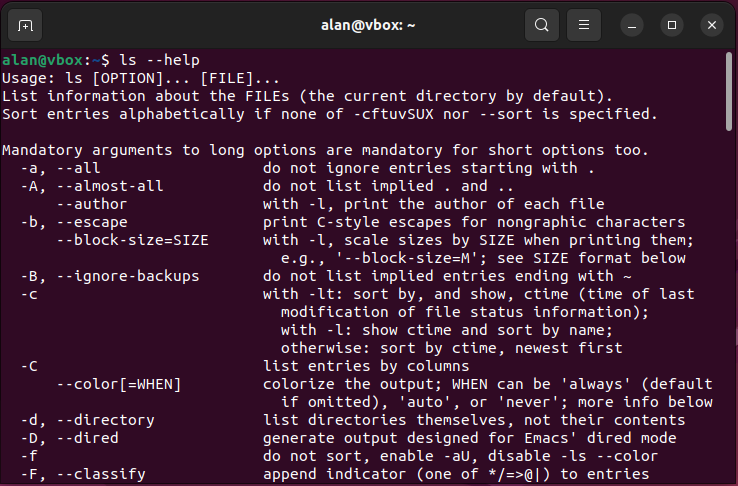 alan@vbox: ~
alan@vbox:~$ ls --help
Usage: ls [OPTION]... [FILE]...
List information about the FILEs (the current directory by default).
Sort entries alphabetically if none of -cftuvSUX nor --sort is specified.

Mandatory arguments to long options are mandatory for short options too.
  -a, --all                  do not ignore entries starting with .
  -A, --almost-all           do not list implied . and ..
      --author               with -l, print the author of each file
  -b, --escape               print C-style escapes for nongraphic characters
      --block-size=SIZE      with -l, scale sizes by SIZE when printing them;
                               e.g., '--block-size=M'; see SIZE format below
  -B, --ignore-backups       do not list implied entries ending with ~
  -c                         with -lt: sort by, and show, ctime (time of last
                               modification of file status information);
                               with -l: show ctime and sort by name;
                               otherwise: sort by ctime, newest first
  -C                         list entries by columns
      --color[=WHEN]         colorize the output; WHEN can be 'always' (default
                               if omitted), 'auto', or 'never'; more info below
  -d, --directory            list directories themselves, not their contents
  -D, --dired                generate output designed for Emacs' dired mode
  -f                         do not sort, enable -aU, disable -ls --color
  -F, --classify             append indicator (one of */=>@|) to entries